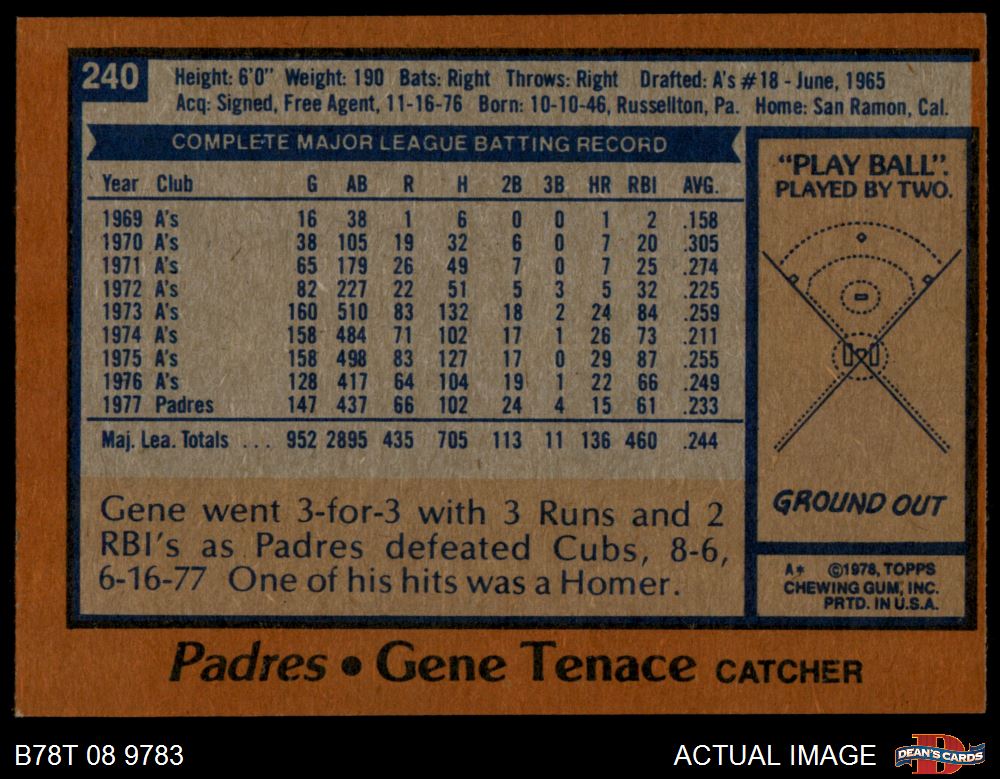 240
Height: 6'0" Weight: 190 Bats: Right Throws: Right Drafted: A's #18 - June, 1965
Acq: Signed, Free Agent, 11-16-76 Born: 10-10-46, Russellton, Pa. Home: San Ramon, Cal.
COMPLETE MAJOR LEAGUE BATTING RECORD
Year Club G AB R H 2B 3B HR RBI AVG.
1969 A's 16 38 1 6 0 0 1 2 .158
1970 A's 38 105 19 32 6 0 7 20 .305
1971 A's 65 179 26 49 7 0 7 25 .274
1972 A's 82 227 22 51 5 3 5 32 .225
1973 A's 160 510 83 132 18 2 24 84 .259
1974 A's 158 484 71 102 17 1 26 73 .211
1975 A's 158 498 83 127 17 0 29 87 .255
1976 A's 128 417 64 104 19 1 22 66 .249
1977 Padres 147 437 66 102 24 4 15 61 .233
Maj. Lea. Totals ... 952 2895 435 705 113 11 136 460 .244
Gene went 3-for-3 with 3 Runs and 2
RBI's as Padres defeated Cubs, 8-6,
6-16-77 One of his hits was a Homer.
"PLAY BALL".
PLAYED BY TWO.
GROUND OUT
A* ©1978, TOPPS
CHEWING GUM, INC.
PRTD. IN U.S.A.
Padres • Gene Tenace CATCHER
B78T 08 9783
ACTUAL IMAGE
DEAN'S CARDS